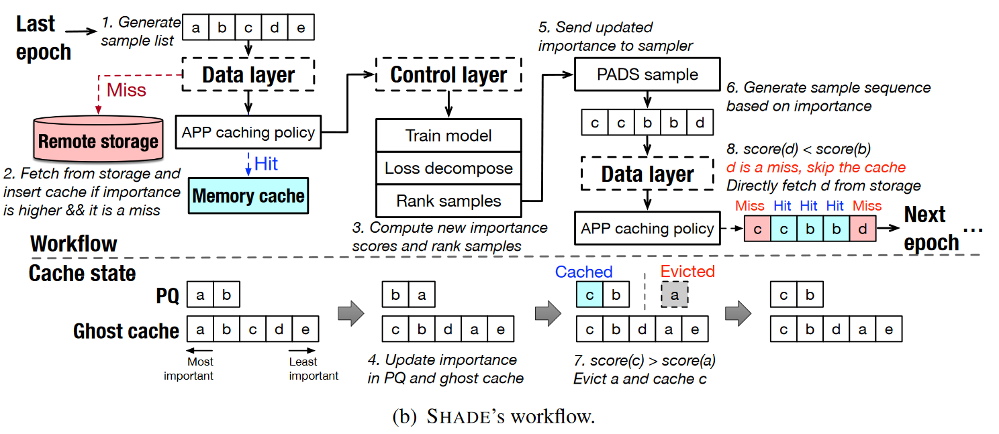 Last
epoch
1. Generate
sample list
a b c d e
Data layer
Miss
Remote storage
APP caching policy
Hit
Memory cache
2. Fetch from storage and
insert cache if importance
is higher && it is a miss
Control layer
Train model
Loss decompose
Rank samples
3. Compute new importance
scores and rank samples
5. Send updated
importance to sampler
PADS sample
6. Generate sample sequence
based on importance
c c b b d
Data layer
APP caching policy
8. score(d) < score(b)
d is a miss, skip the cache
Directly fetch d from storage
Miss Hit Hit Hit Miss
c c b b d
Next
epoch ...
Workflow
Cache state
PQ
a b
Ghost cache
a b c d e
Most
important
Least
important
b a
c b d a e
4. Update importance
in PQ and ghost cache
Cached
Evicted
c b
a
c b d a e
7. score(c) > score(a)
Evict a and cache c
c b
c b d a e
(b) SHADE's workflow.